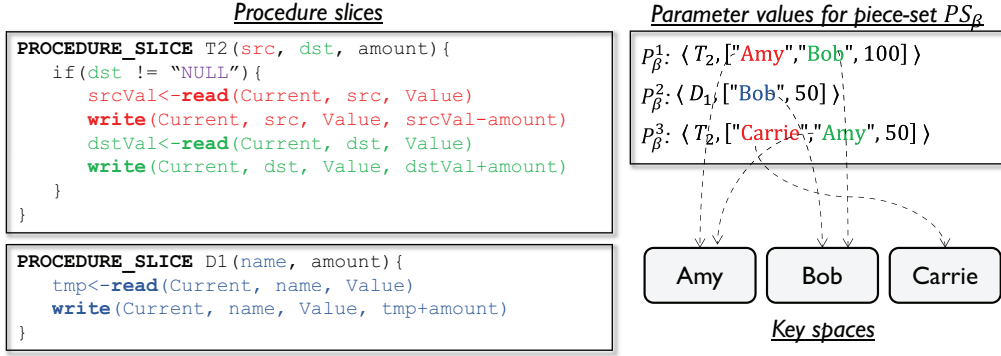 Procedure slices
PROCEDURE_SLICE T2(src, dst, amount){
if(dst != “NULL”){
srcVal<-read(Current, src, Value)
write(Current, src, Value, srcVal-amount)
dstVal<-read(Current, dst, Value)
write(Current, dst, Value, dstVal+amount)
}
}
PROCEDURE_SLICE D1(name, amount){
tmp<-read(Current, name, Value)
write(Current, name, Value, tmp+amount)
}
Parameter values for piece-set PSβ
P¹β: ⟨ T₂, ["Amy","Bob", 100] ⟩
P²β: ⟨ D₁, ["Bob", 50] ⟩
P³β: ⟨ T₂, ["Carrie","Amy", 50] ⟩
Amy
Bob
Carrie
Key spaces